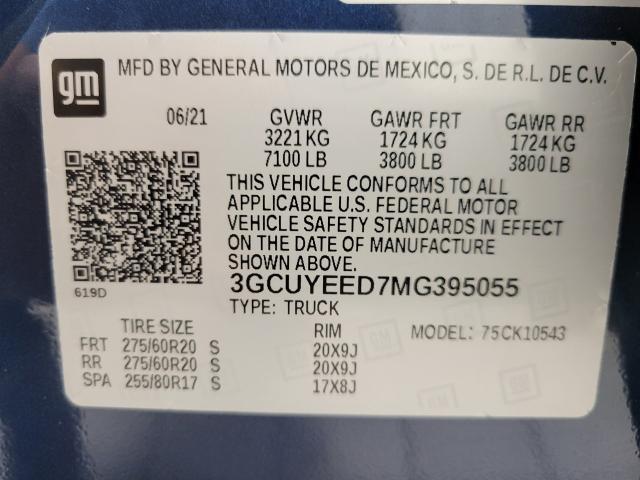 gm
MFD BY GENERAL MOTORS DE MEXICO, S. DE R.L. DE C.V.
06/21 GVWR GAWR FRT GAWR RR
3221 KG 1724 KG 1724 KG
7100 LB 3800 LB 3800 LB
THIS VEHICLE CONFORMS TO ALL
APPLICABLE U.S. FEDERAL MOTOR
VEHICLE SAFETY STANDARDS IN EFFECT
ON THE DATE OF MANUFACTURE
SHOWN ABOVE.
619D
3GCUYEED7MG395055
TYPE: TRUCK
TIRE SIZE RIM MODEL: 75CK10543
FRT 275/60R20 S 20X9J
RR 275/60R20 S 20X9J
SPA 255/80R17 S 17X8J